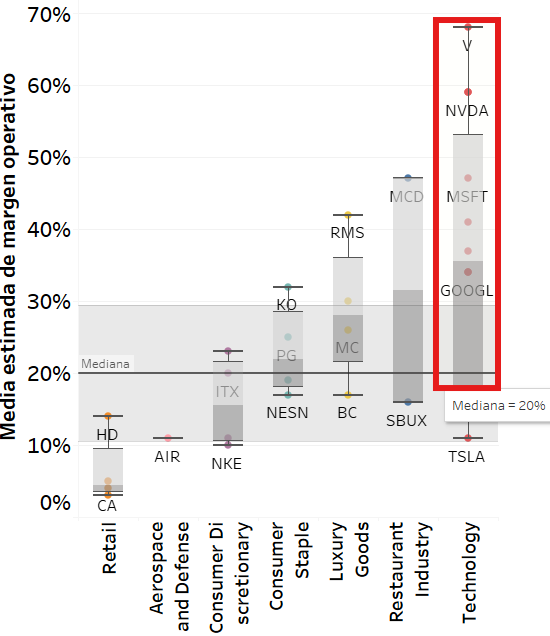 Media estimada de margen operativo
70%
60%
50%
40%
30%
20%
10%
0%
Mediana
V
NVDA
MCD
MSFT
RMS
GOOGL
KO
PG
MC
ITX
Mediana = 20%
NESN
BC
SBUX
HD
AIR
NKE
TSLA
CA
Retail
Aerospace
and Defense
Consumer Di
scretionary
Consumer
Staple
Luxury
Goods
Restaurant
Industry
Technology